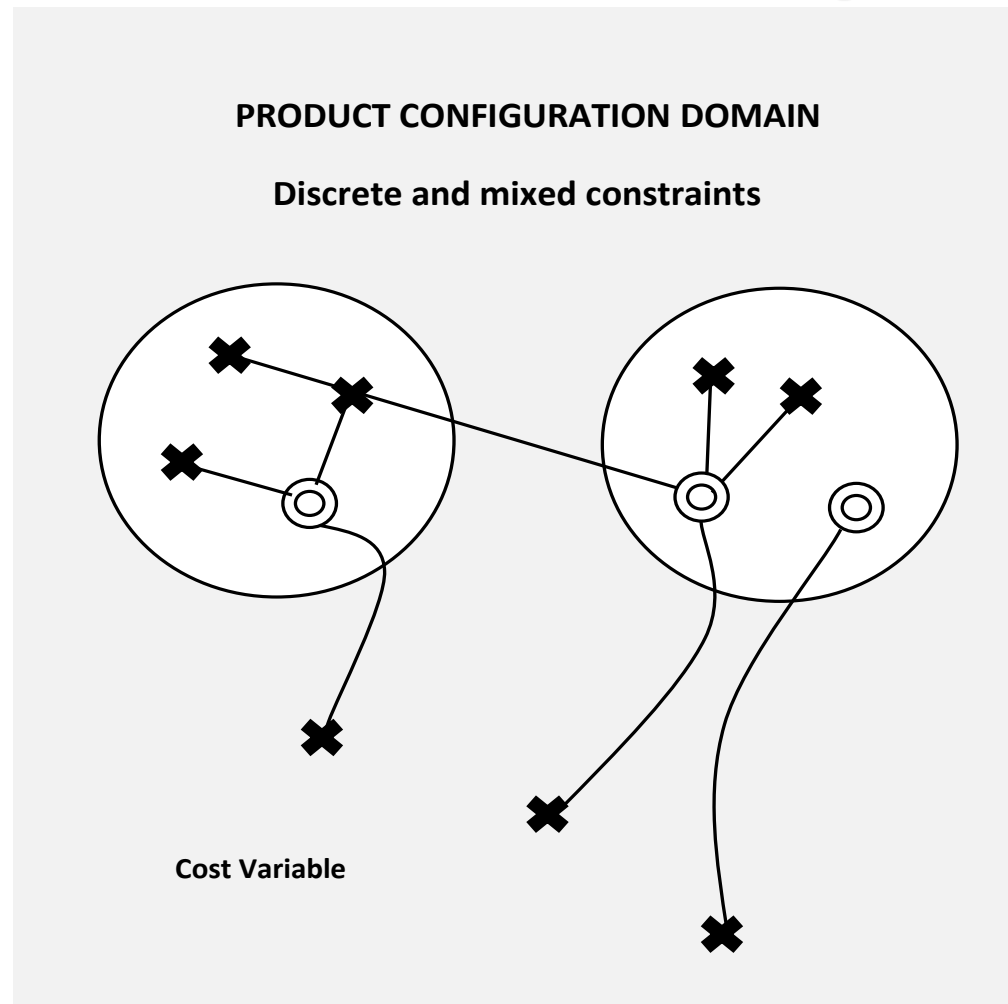 PRODUCT CONFIGURATION DOMAIN
Discrete and mixed constraints
Cost Variable